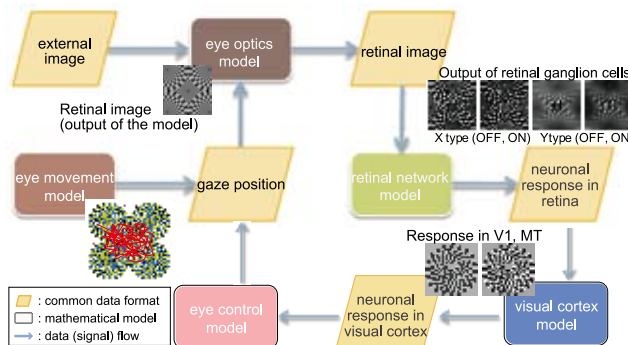 external
image
eye optics
model
retinal image
Output of retinal ganglion cells
X type (OFF, ON)
Ytype (OFF, ON)
Retinal image
(output of the model)
eye movement
model
gaze position
retinal network
model
neuronal
response in
retina
Response in V1, MT
: common data format
: mathematical model
: data (signal) flow
eye control
model
neuronal
response in
visual cortex
visual cortex
model